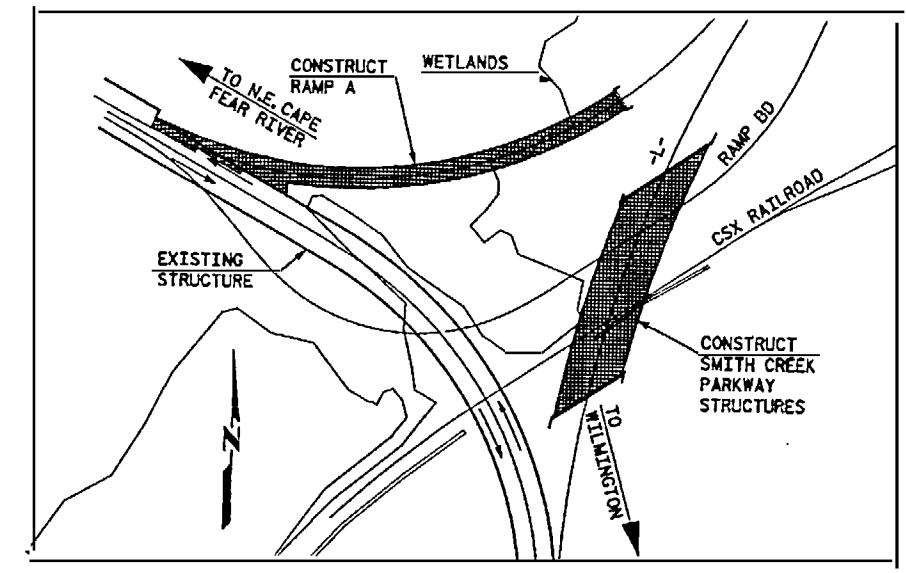 TO N.E. CAPE
FEAR RIVER
CONSTRUCT
RAMP A
WETLANDS
-L-
RAMP BD
CSX RAILROAD
EXISTING
STRUCTURE
CONSTRUCT
SMITH CREEK
PARKWAY
STRUCTURES
TO
WILMINGTON
N